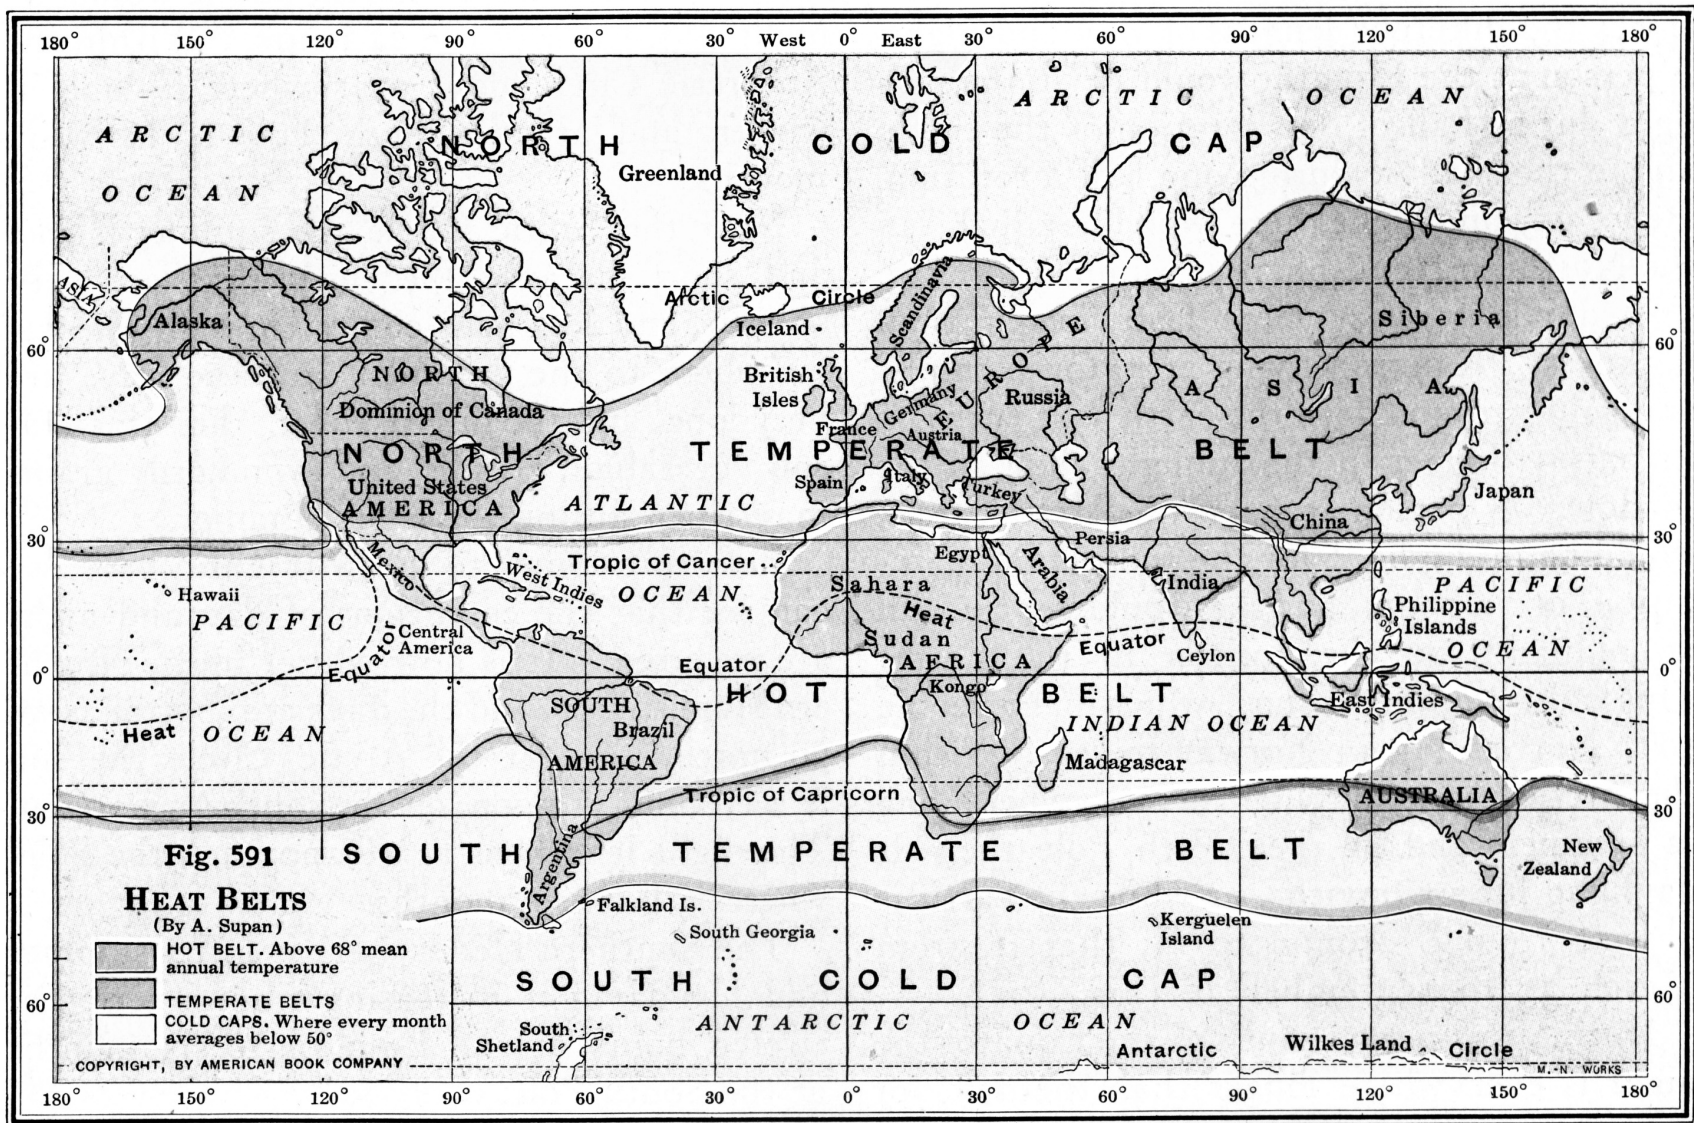 180° 150° 120° 90° 60° 30° West 0° East 30° 60° 90° 120° 150° 180°
ARCTIC OCEAN
ARCTIC
OCEAN
NORTH COLD CAP
Greenland
ASIA
Arctic Circle
Scandinavia
Alaska
Iceland
Siberia
60° 60°
EUROPE
NORTH
British
Isles
ASIA
Dominion of Canada
Germany
Russia
France
Austria
NORTH TEMPERATE BELT
United States
Spain
Italy
Turkey
Japan
AMERICA
ATLANTIC
China
30° 30°
Mexico
Tropic of Cancer
Egypt
Arabia
Persia
West Indies
OCEAN
Sahara
India
PACIFIC
Hawaii
Philippine
Islands
PACIFIC
Heat
Central
America
Sudan
Equator
OCEAN
Equator
Equator
AFRICA
Ceylon
0° 0°
HOT BELT
Kongo
SOUTH
East Indies
Heat
OCEAN
Brazil
INDIAN OCEAN
AMERICA
Madagascar
Tropic of Capricorn
AUSTRALIA
30° 30°
Fig. 591
SOUTH TEMPERATE BELT
Argentina
New
Zealand
HEAT BELTS
(By A. Supan)
Falkland Is.
South Georgia
Kerguelen
Island
HOT BELT. Above 68° mean
annual temperature
SOUTH COLD CAP
TEMPERATE BELTS
60° 60°
COLD CAPS. Where every month
averages below 50°
South
Shetland
ANTARCTIC OCEAN
Antarctic
Wilkes Land
Circle
COPYRIGHT, BY AMERICAN BOOK COMPANY
M.-N. WORKS
180° 150° 120° 90° 60° 30° 0° 30° 60° 90° 120° 150° 180°